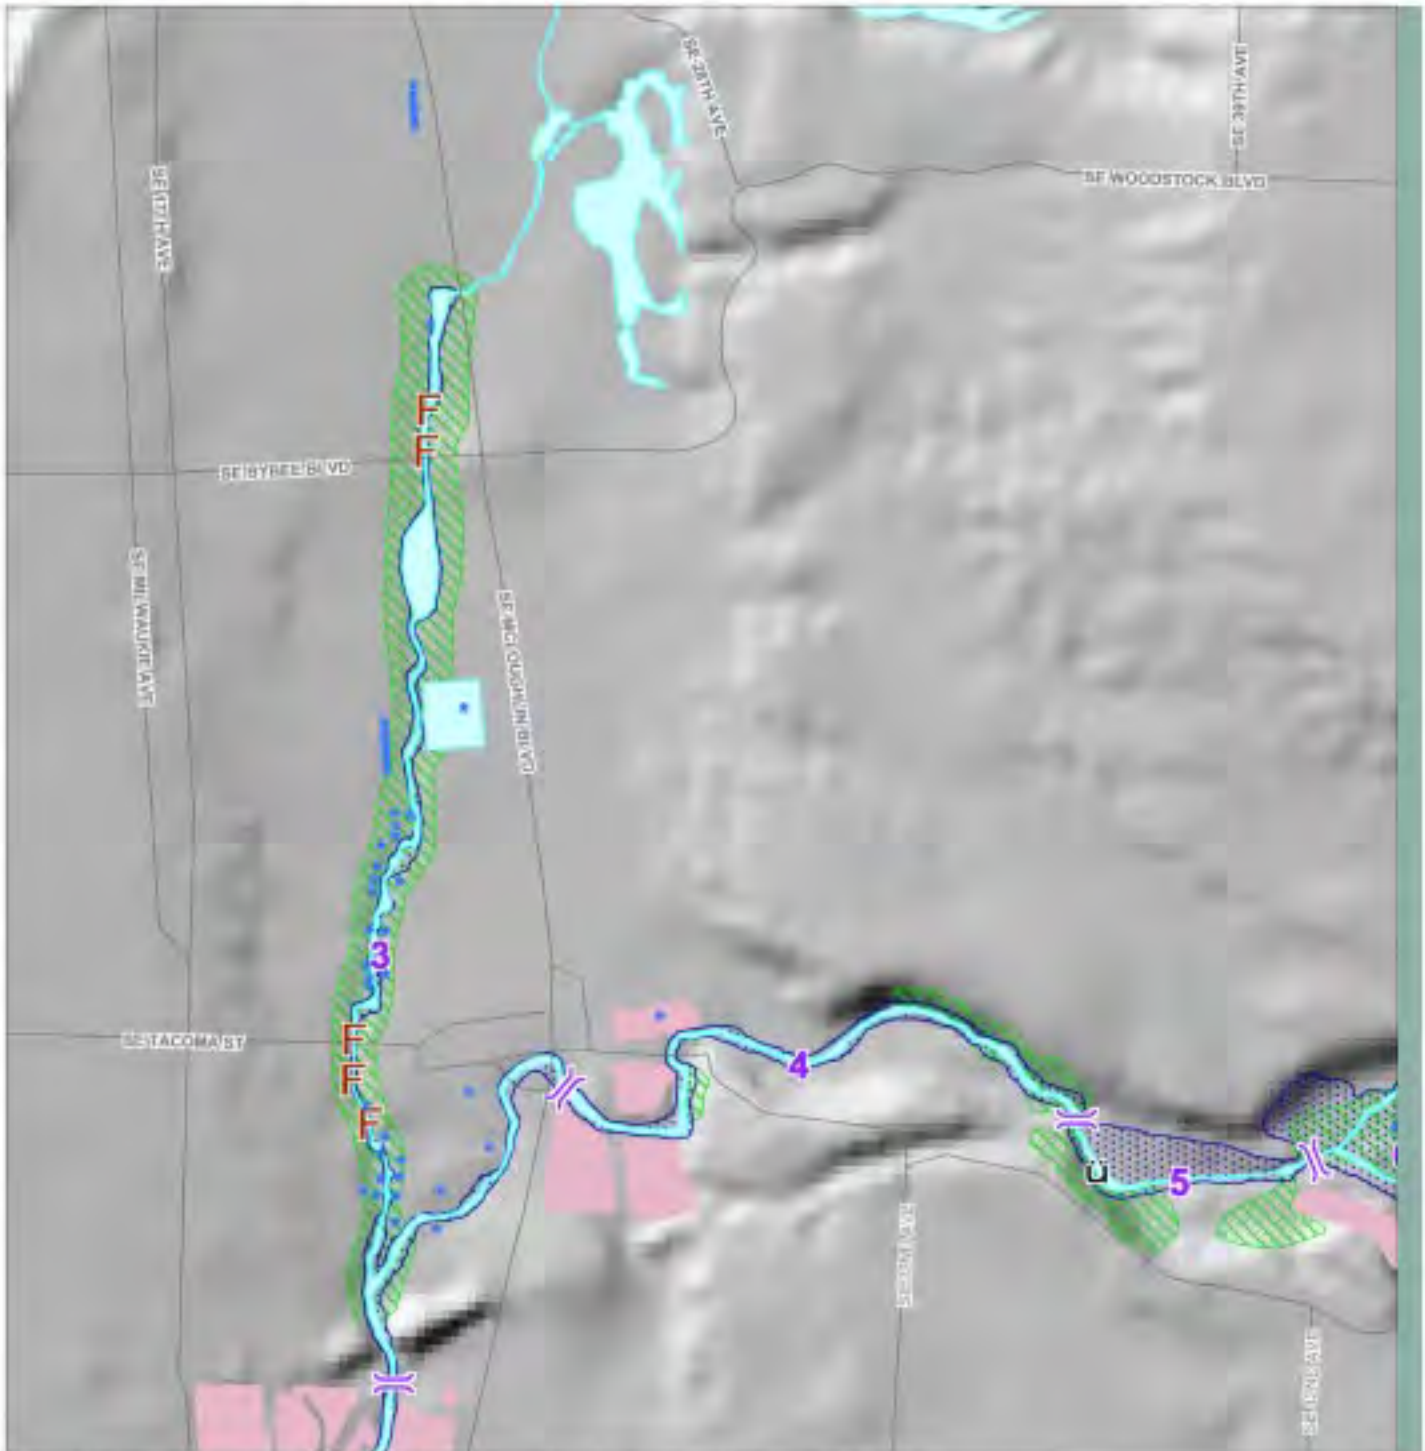 SE 28TH AVE
SE 39TH AVE
SE WOODSTOCK BLVD
SE 17TH AVE
F
F
SE BYBEE BLVD
SE MILWAUKIE AVE
SE MCLOUGHLIN BLVD
3
F
SE TACOMA ST
F
F
4
ü
5